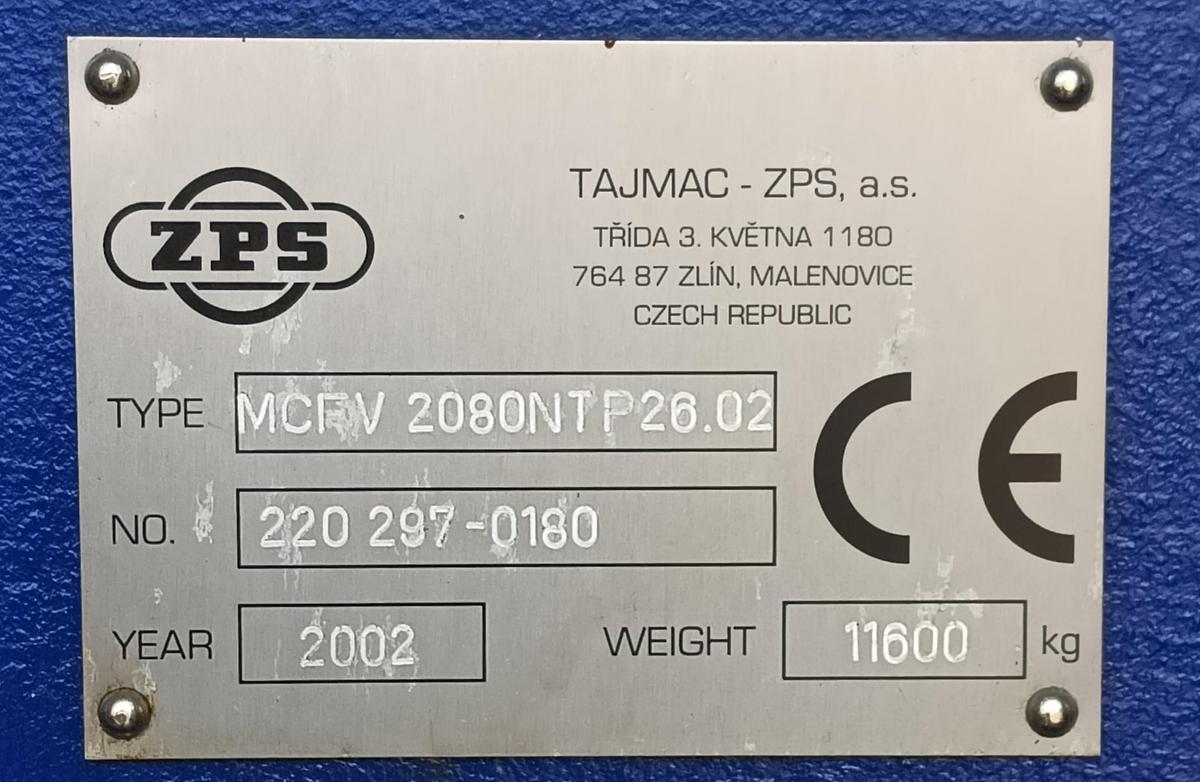 ZPS
TAJMAC - ZPS, a.s.
TŘÍDA 3. KVĚTNA 1180
764 87 ZLÍN, MALENOVICE
CZECH REPUBLIC
TYPE MCFV 2080NTP26.02
NO. 220 297-0180
YEAR 2002 WEIGHT 11600 kg
CE